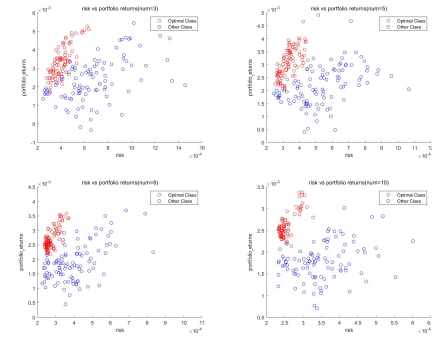 risk vs portfolio returns(num=3)
×10⁻³
Optimal Class
Other Class
6
5
4
3
2
1
0
-1
portfolio_eturns
2 4 6 8 10 12 14 16
risk
×10⁻⁴
risk vs portfolio returns(num=5)
×10⁻³
Optimal Class
Other Class
5
4.5
4
3.5
3
2.5
2
1.5
1
0.5
0
portfolio_eturns
2 3 4 5 6 7 8 9 10 11
risk
×10⁻⁴
risk vs portfolio returns(num=8)
×10⁻³
Optimal Class
Other Class
4.5
4
3.5
3
2.5
2
1.5
1
0.5
0
portfolio_eturns
2 3 4 5 6 7 8 9 10 11
risk
×10⁻⁴
risk vs portfolio returns(num=10)
×10⁻³
Optimal Class
Other Class
3.5
3
2.5
2
1.5
1
0.5
portfolio_eturns
2 2.5 3 3.5 4 4.5 5 5.5 6
risk
×10⁻⁴